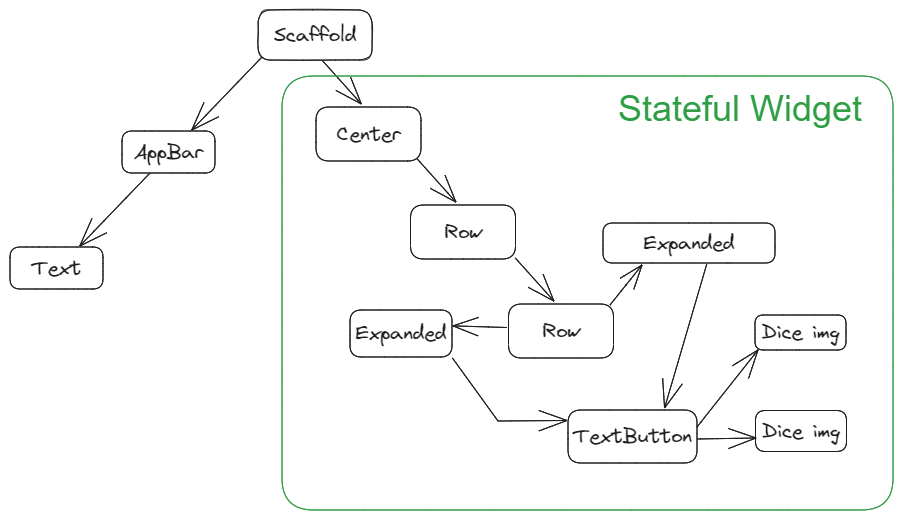 Scaffold
Stateful Widget
Center
AppBar
Row
Expanded
Text
Expanded
Row
Dice img
TextButton
Dice img